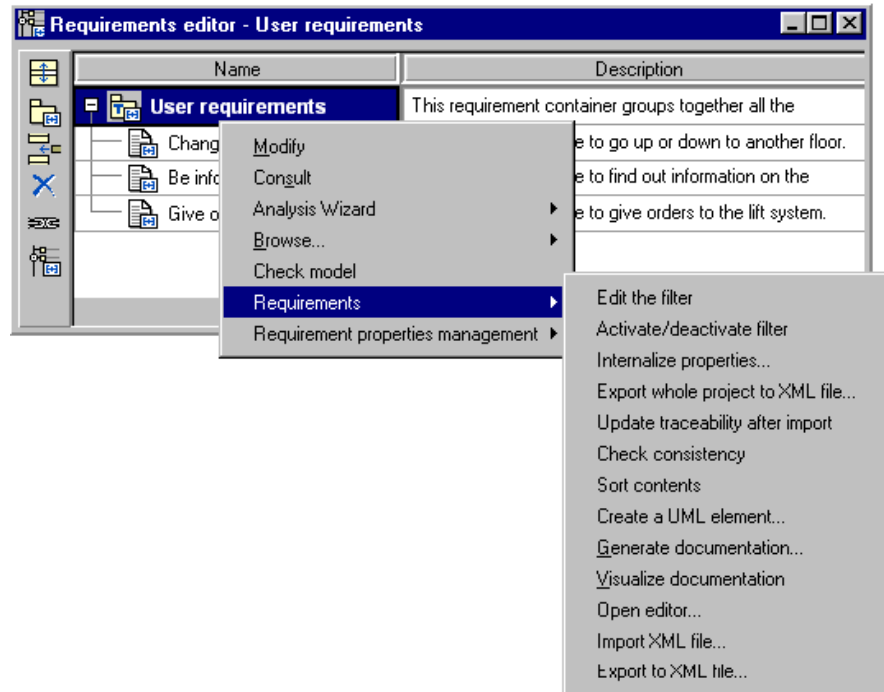 Requirements editor - User requirements
Name Description
User requirements This requirement container groups together all the
Chang e to go up or down to another floor.
Be info e to find out information on the
Give o e to give orders to the lift system.
Modify
Consult
Analysis Wizard
Browse...
Check model
Requirements
Requirement properties management
Edit the filter
Activate/deactivate filter
Internalize properties...
Export whole project to XML file...
Update traceability after import
Check consistency
Sort contents
Create a UML element...
Generate documentation...
Visualize documentation
Open editor...
Import XML file...
Export to XML file...